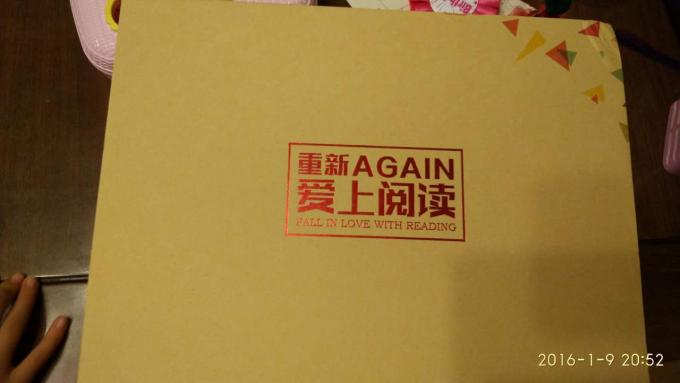 重新AGAIN
爱上阅读
FALL IN LOVE WITH READING
2016-1-9 20:52